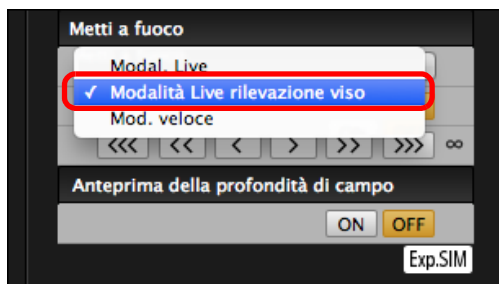 Metti a fuoco
Modal. Live
✓ Modalità Live rilevazione viso
Mod. veloce
<<< << < > >> >>> ∞
Anteprima della profondità di campo
ON OFF
Exp.SIM